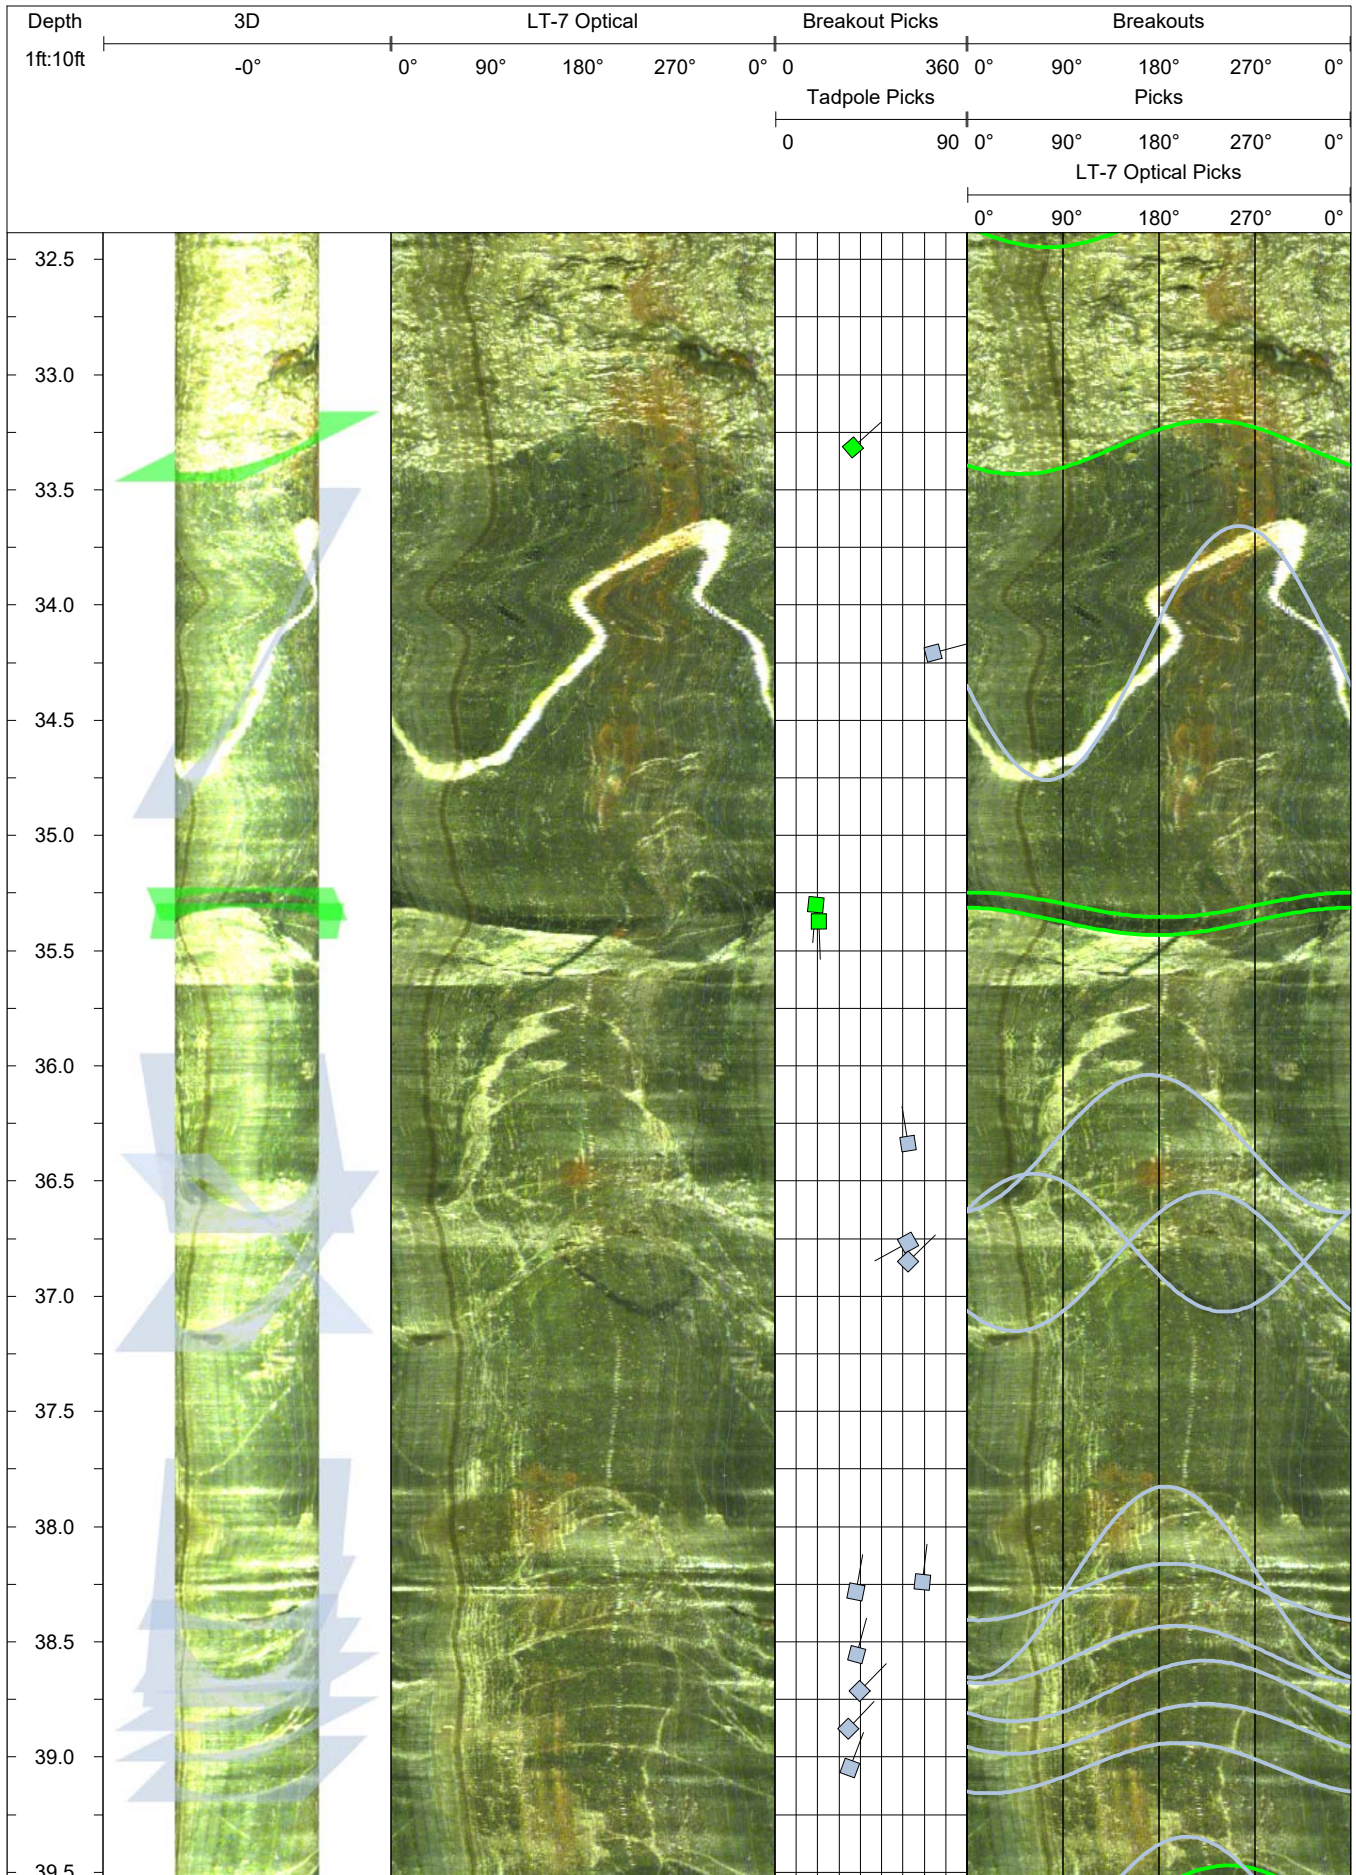 Depth 3D LT-7 Optical Breakout Picks Breakouts
1ft:10ft -0° 0° 90° 180° 270° 0° 0 360 0° 90° 180° 270° 0°
Tadpole Picks Picks
0 90 0° 90° 180° 270° 0°
LT-7 Optical Picks
0° 90° 180° 270° 0°
32.5
33.0
33.5
34.0
34.5
35.0
35.5
36.0
36.5
37.0
37.5
38.0
38.5
39.0
39.5